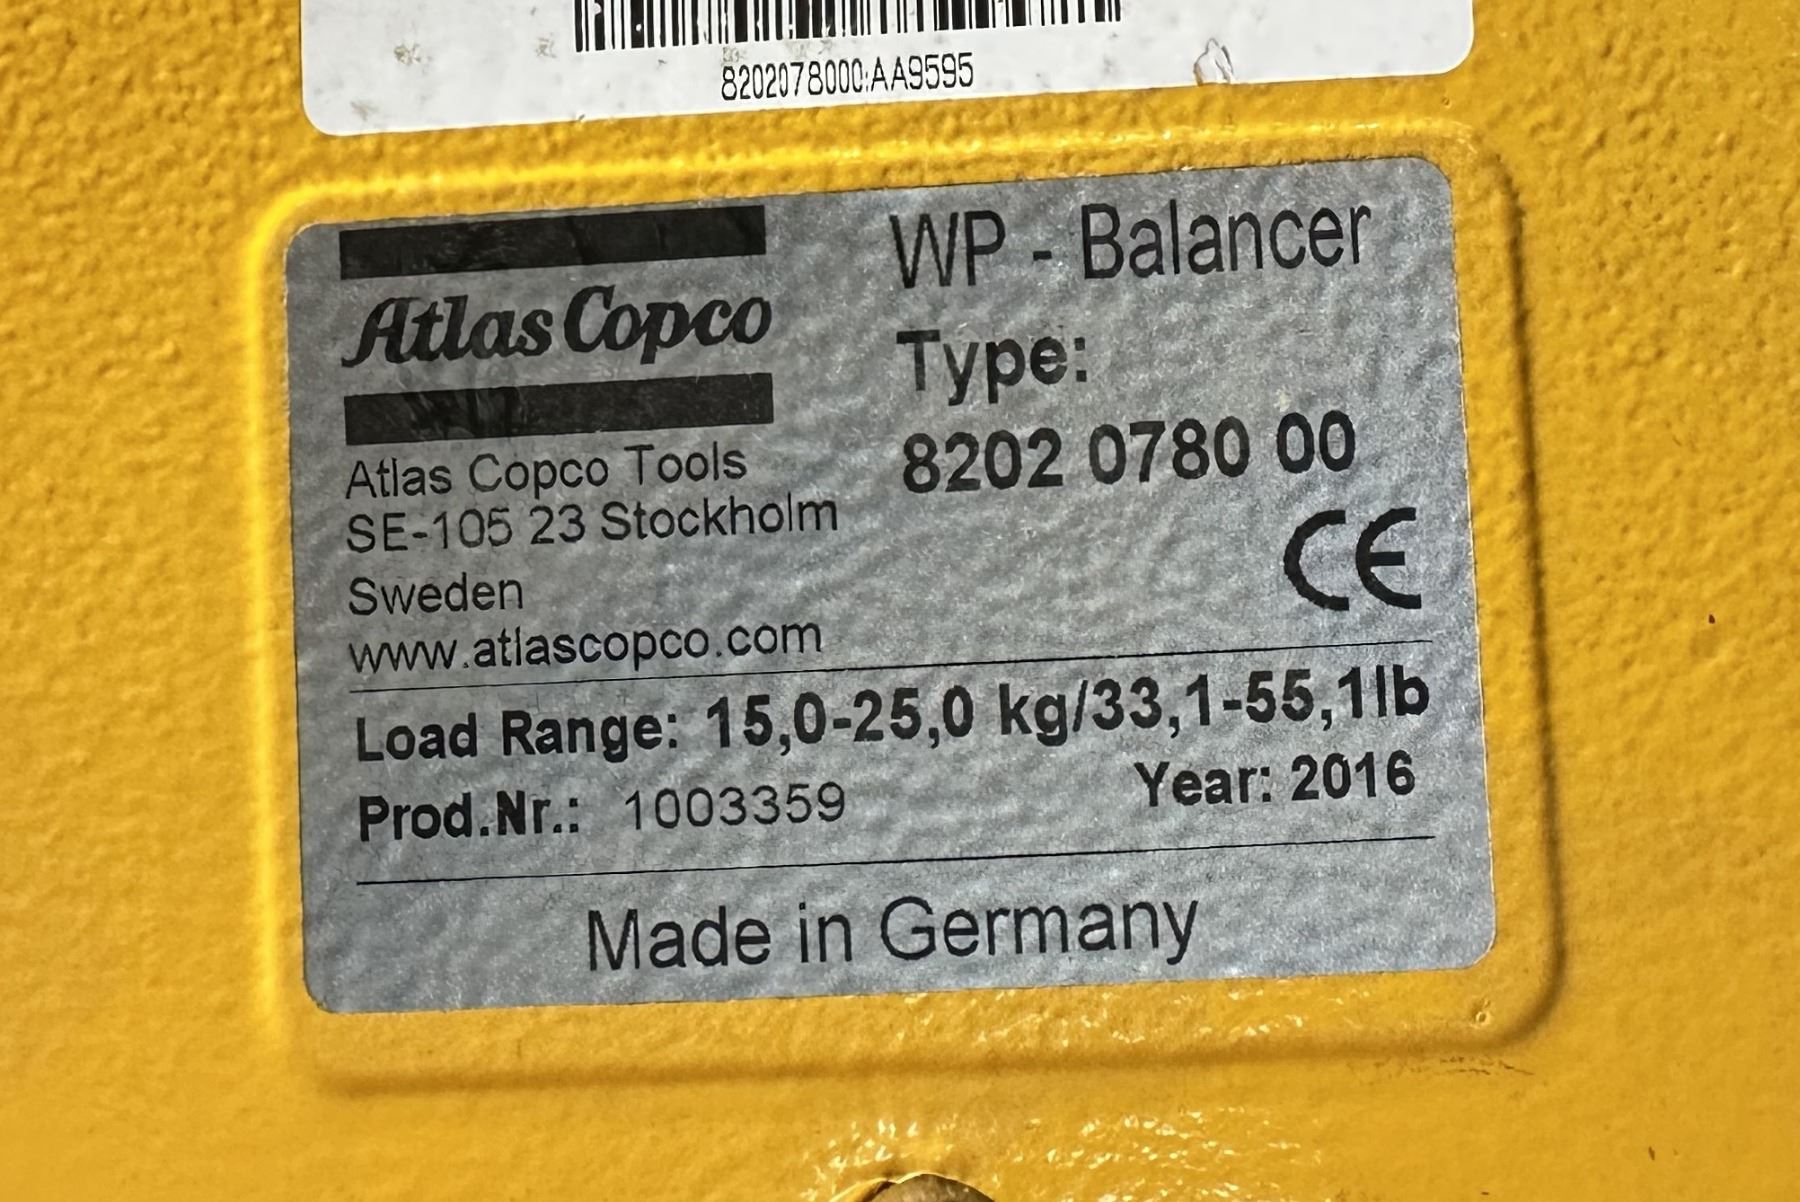 8202078000:AA9595
Atlas Copco
Atlas Copco Tools
SE-105 23 Stockholm
Sweden
www.atlascopco.com
WP - Balancer
Type:
8202 0780 00
CE
Load Range: 15,0-25,0 kg/33,1-55,1lb
Prod.Nr.: 1003359
Year: 2016
Made in Germany